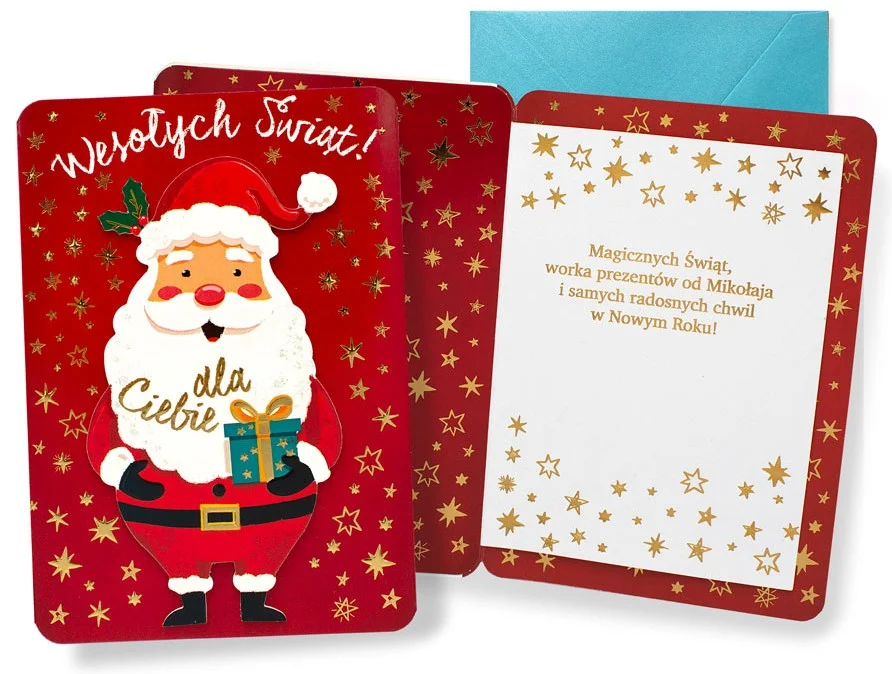 Wesołych Świąt!
dla
Ciebie
Magicznych Świąt,
worka prezentów od Mikołaja
i samych radosnych chwil
w Nowym Roku!